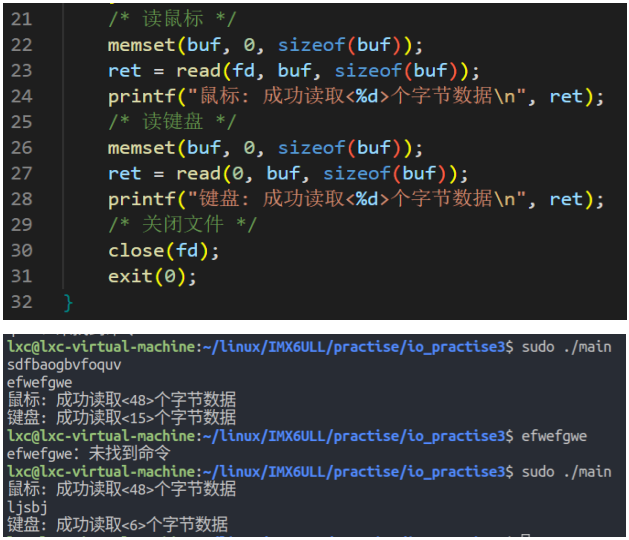 21 /* 读鼠标 */
22 memset(buf, 0, sizeof(buf));
23 ret = read(fd, buf, sizeof(buf));
24 printf("鼠标: 成功读取<%d>个字节数据\n", ret);
25 /* 读键盘 */
26 memset(buf, 0, sizeof(buf));
27 ret = read(0, buf, sizeof(buf));
28 printf("键盘: 成功读取<%d>个字节数据\n", ret);
29 /* 关闭文件 */
30 close(fd);
31 exit(0);
32 }
lxc@lxc-virtual-machine:~/linux/IMX6ULL/practise/io_practise3$ sudo ./main
sdfbaogbvfoquv
efwefgwe
鼠标: 成功读取<48>个字节数据
键盘: 成功读取<15>个字节数据
lxc@lxc-virtual-machine:~/linux/IMX6ULL/practise/io_practise3$ efwefgwe
efwefgwe：未找到命令
lxc@lxc-virtual-machine:~/linux/IMX6ULL/practise/io_practise3$ sudo ./main
鼠标: 成功读取<48>个字节数据
ljsbj
键盘: 成功读取<6>个字节数据